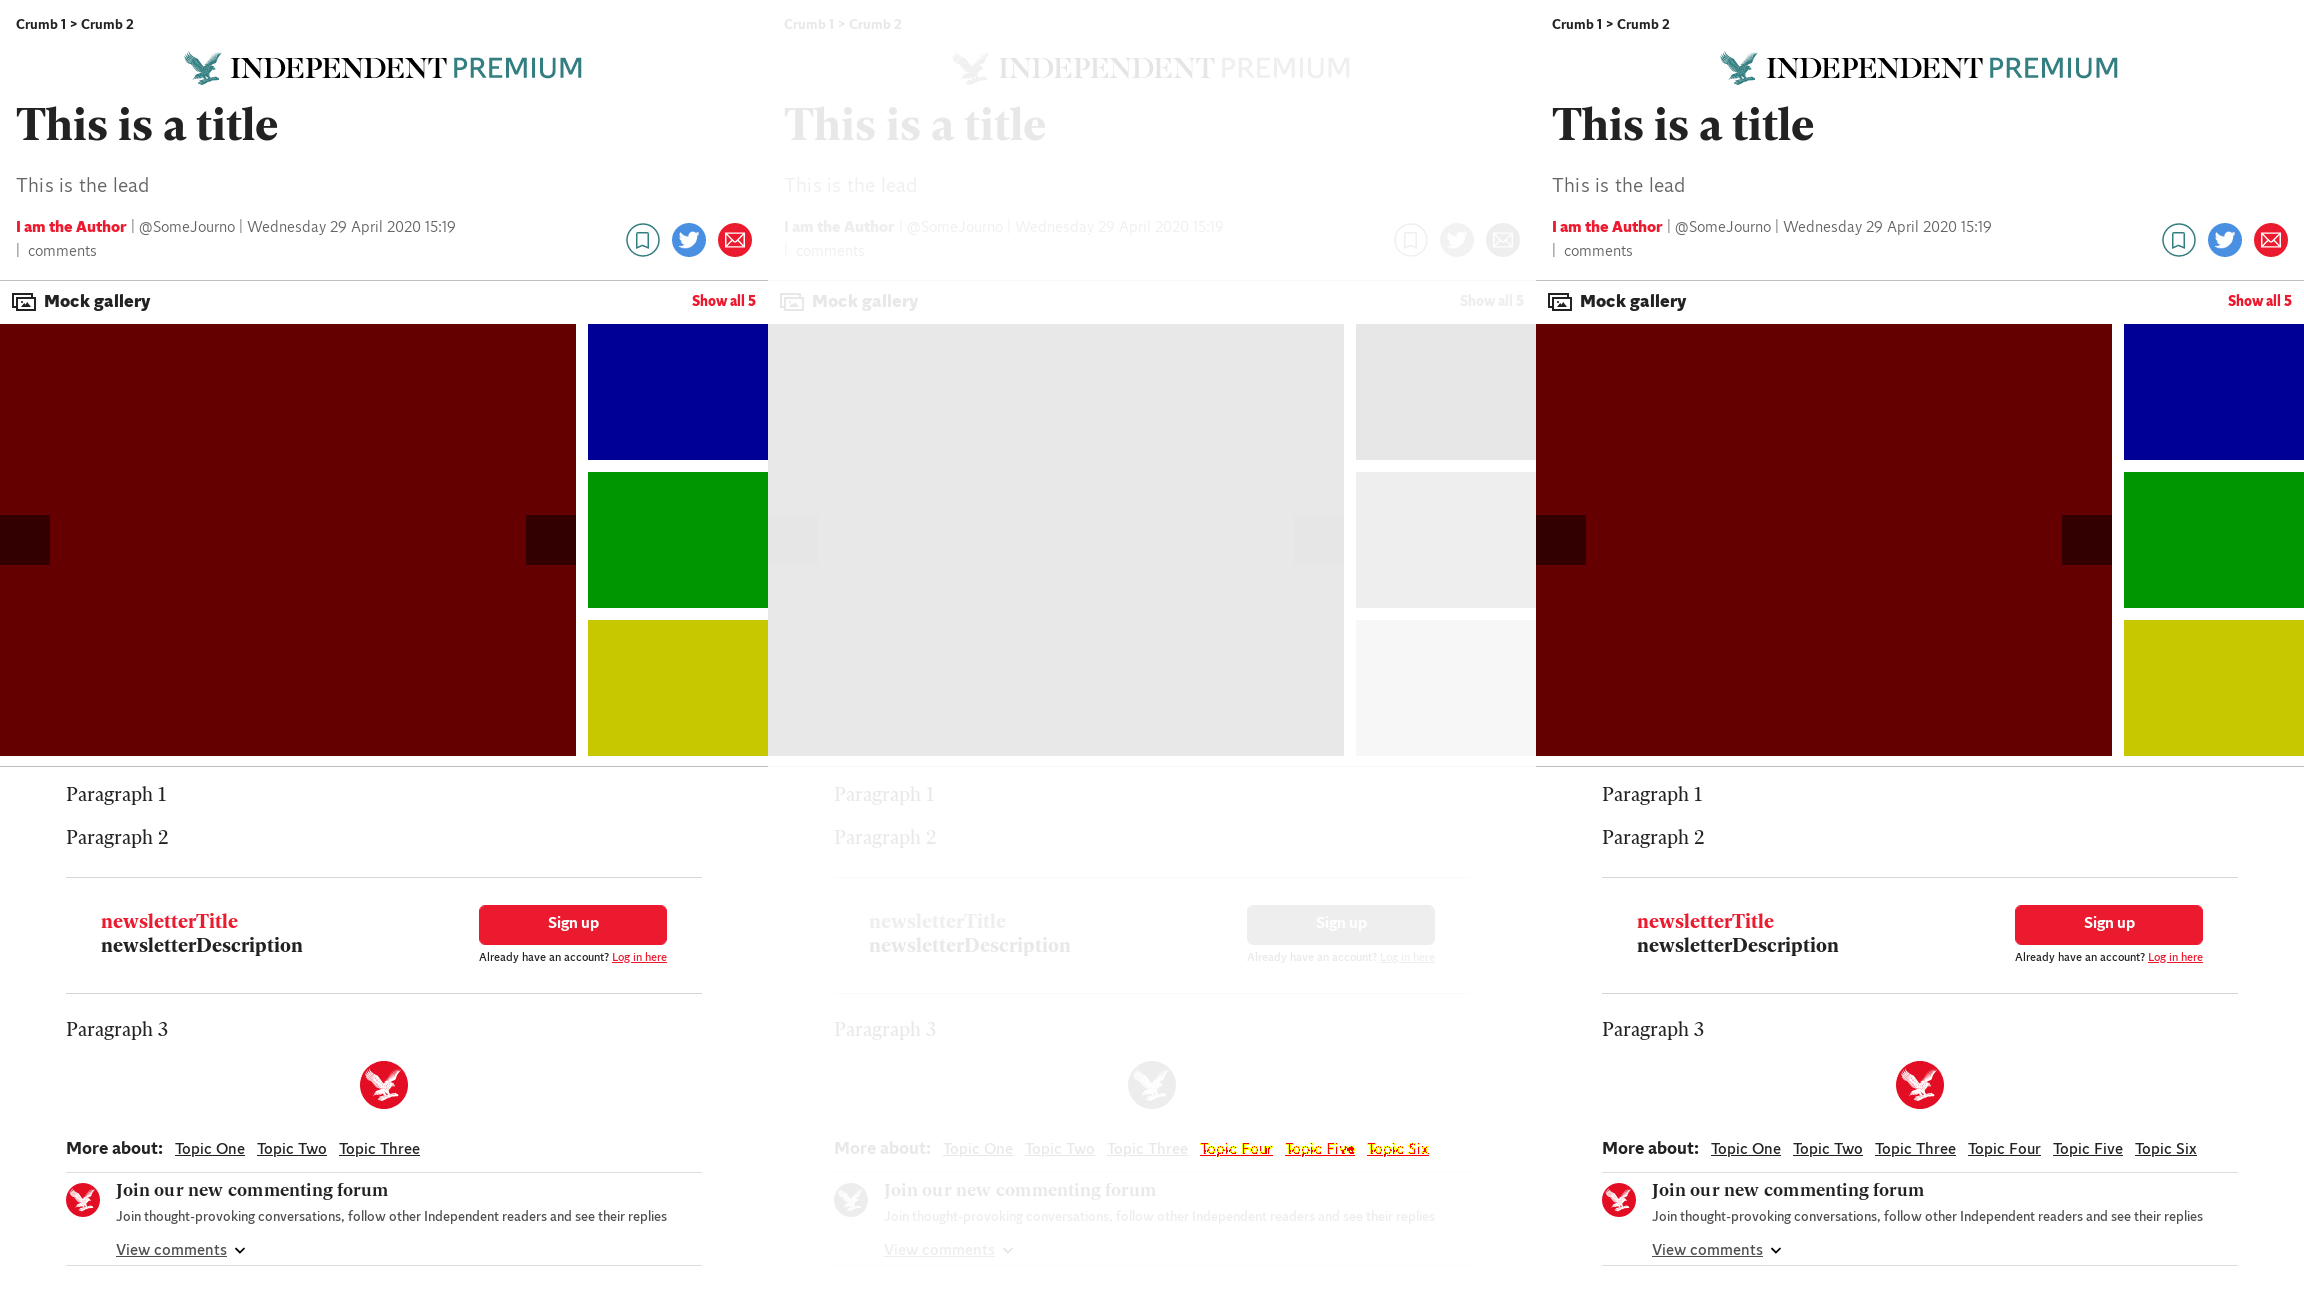 Crumb 1 > Crumb 2
INDEPENDENT PREMIUM
This is a title
This is the lead
I am the Author | @SomeJourno | Wednesday 29 April 2020 15:19
| comments
Mock gallery
Show all 5
Paragraph 1
Paragraph 2
newsletterTitle
newsletterDescription
Sign up
Already have an account? Log in here
Paragraph 3
More about: Topic One Topic Two Topic Three
Join our new commenting forum
Join thought-provoking conversations, follow other Independent readers and see their replies
View comments
Crumb 1 > Crumb 2
INDEPENDENT PREMIUM
This is a title
This is the lead
I am the Author | @SomeJourno | Wednesday 29 April 2020 15:19
| comments
Mock gallery
Show all 5
Paragraph 1
Paragraph 2
newsletterTitle
newsletterDescription
Sign up
Already have an account? Log in here
Paragraph 3
More about: Topic One Topic Two Topic Three Topic Four Topic Five Topic Six
Join our new commenting forum
Join thought-provoking conversations, follow other Independent readers and see their replies
View comments
Crumb 1 > Crumb 2
INDEPENDENT PREMIUM
This is a title
This is the lead
I am the Author | @SomeJourno | Wednesday 29 April 2020 15:19
| comments
Mock gallery
Show all 5
Paragraph 1
Paragraph 2
newsletterTitle
newsletterDescription
Sign up
Already have an account? Log in here
Paragraph 3
More about: Topic One Topic Two Topic Three Topic Four Topic Five Topic Six
Join our new commenting forum
Join thought-provoking conversations, follow other Independent readers and see their replies
View comments